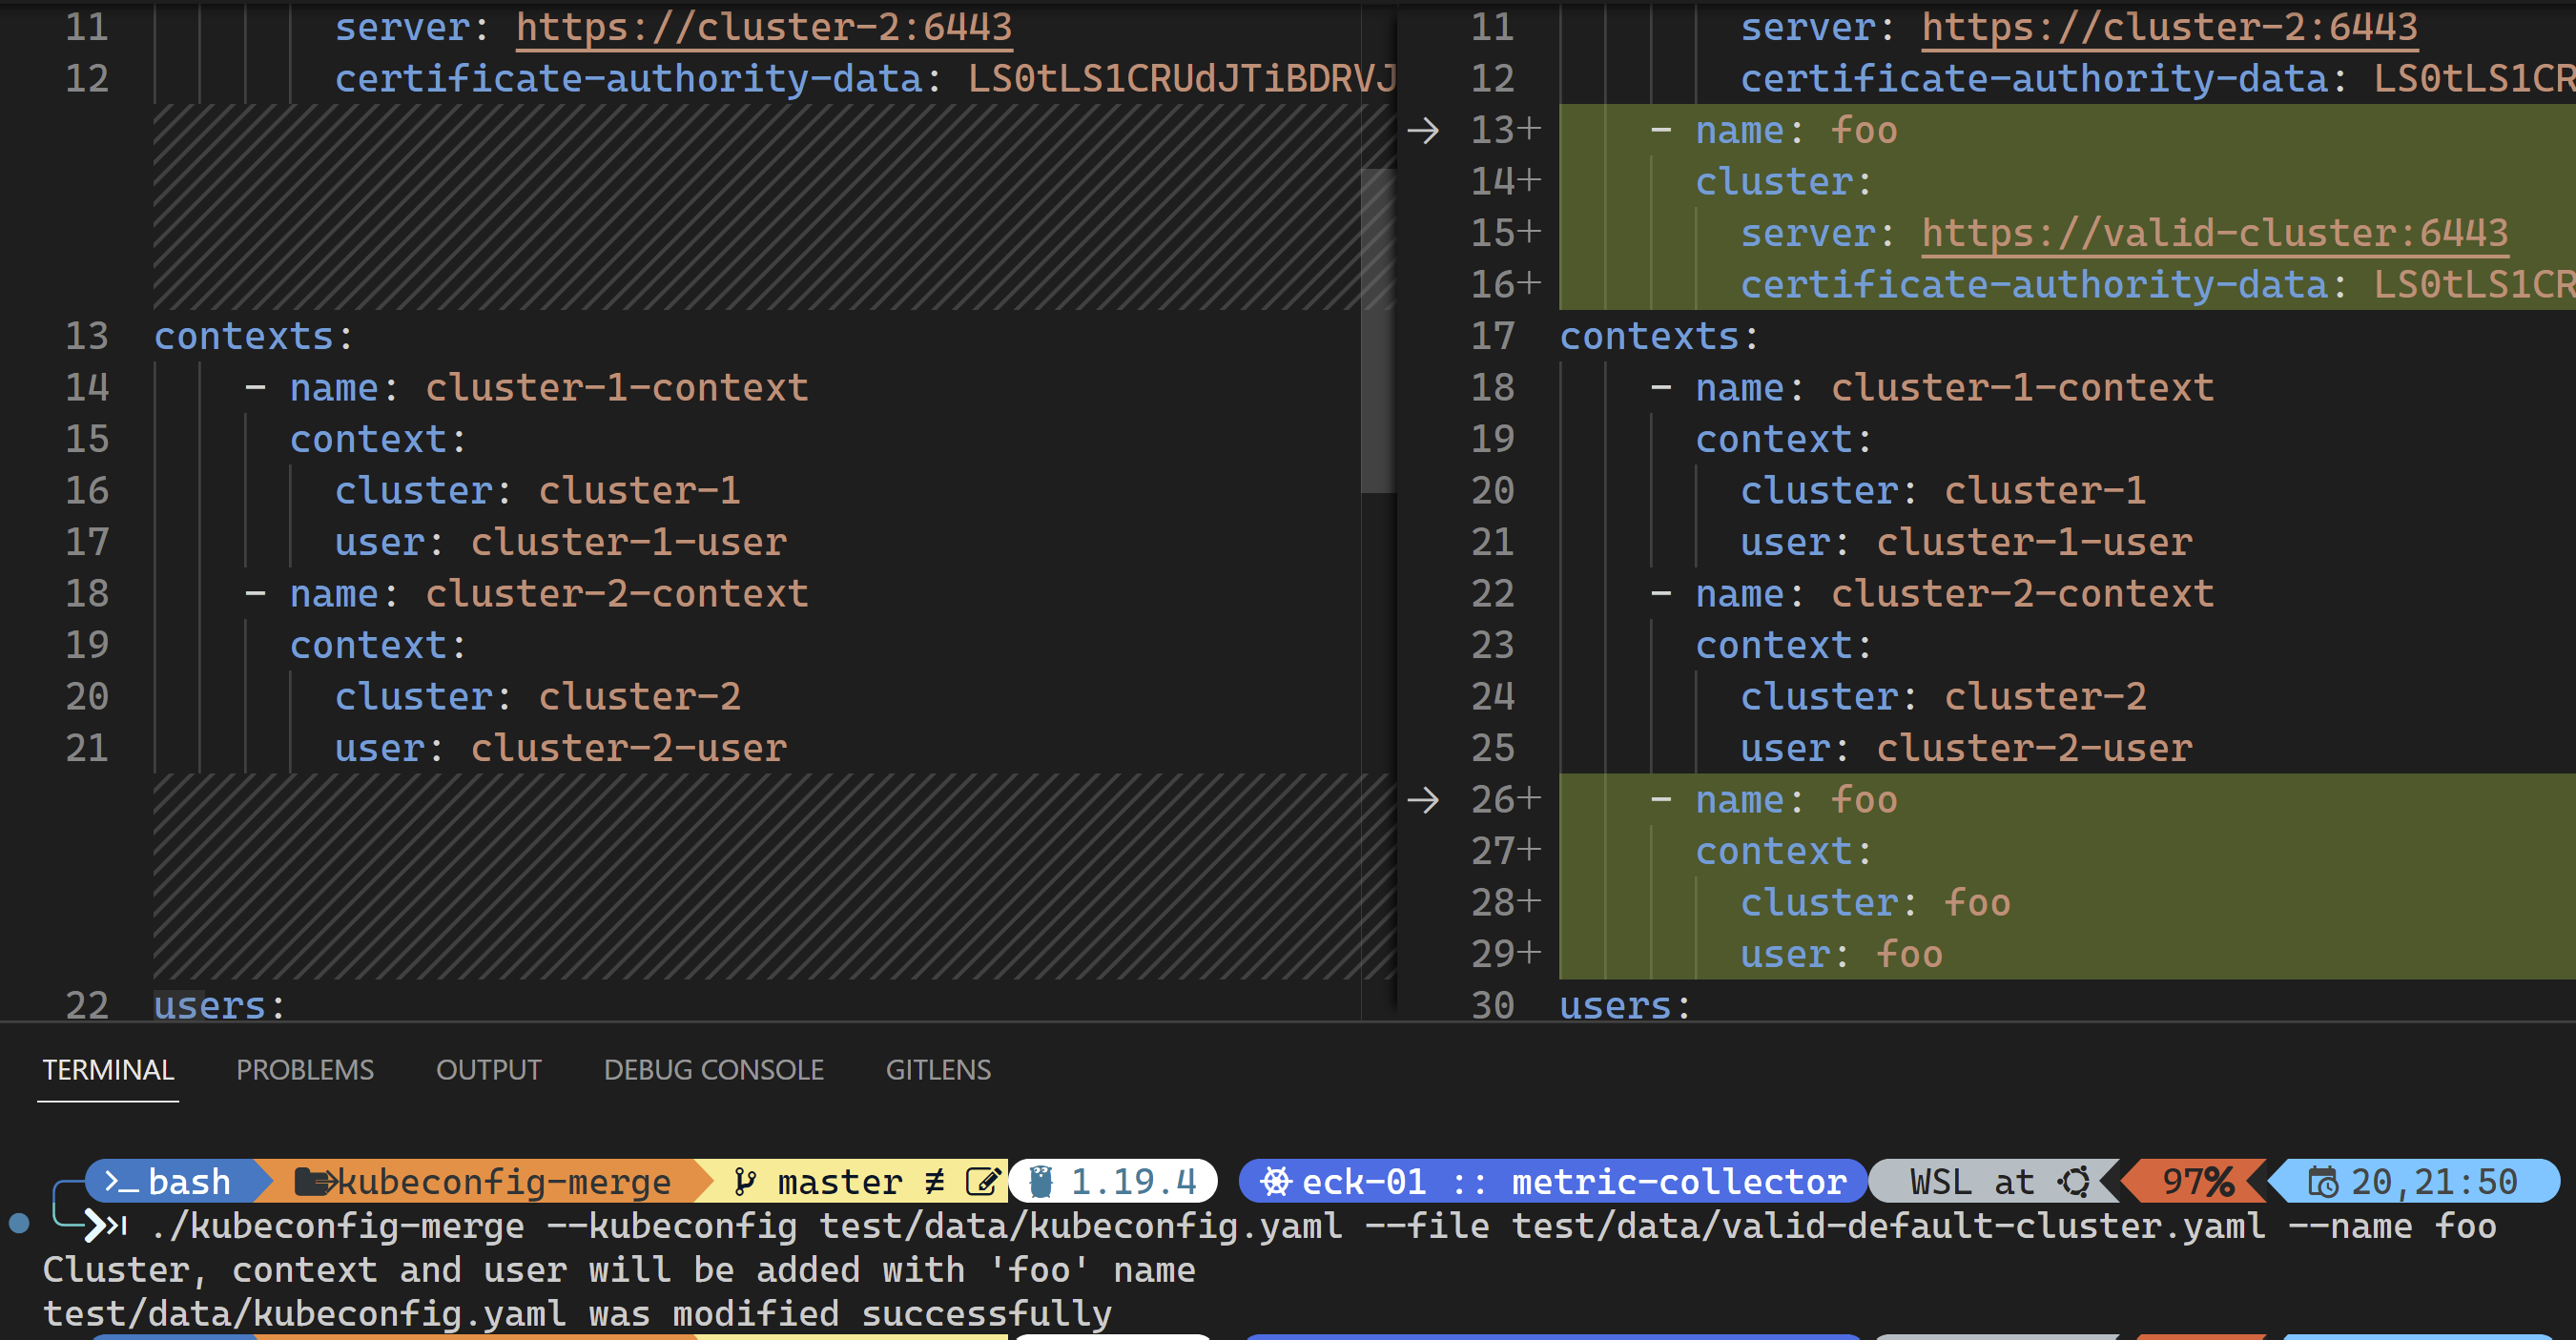 11 server: https://cluster-2:6443
12 certificate-authority-data: LS0tLS1CRUdJTiBDRVJ
13 contexts:
14 - name: cluster-1-context
15 context:
16 cluster: cluster-1
17 user: cluster-1-user
18 - name: cluster-2-context
19 context:
20 cluster: cluster-2
21 user: cluster-2-user
22 users:
11 server: https://cluster-2:6443
12 certificate-authority-data: LS0tLS1CR
13+ - name: foo
14+ cluster:
15+ server: https://valid-cluster:6443
16+ certificate-authority-data: LS0tLS1CR
17 contexts:
18 - name: cluster-1-context
19 context:
20 cluster: cluster-1
21 user: cluster-1-user
22 - name: cluster-2-context
23 context:
24 cluster: cluster-2
25 user: cluster-2-user
26+ - name: foo
27+ context:
28+ cluster: foo
29+ user: foo
30 users:
TERMINAL PROBLEMS OUTPUT DEBUG CONSOLE GITLENS
>_ bash kubeconfig-merge master ≢ 1.19.4 eck-01 :: metric-collector WSL at 97% 20,21:50
./kubeconfig-merge --kubeconfig test/data/kubeconfig.yaml --file test/data/valid-default-cluster.yaml --name foo
Cluster, context and user will be added with 'foo' name
test/data/kubeconfig.yaml was modified successfully